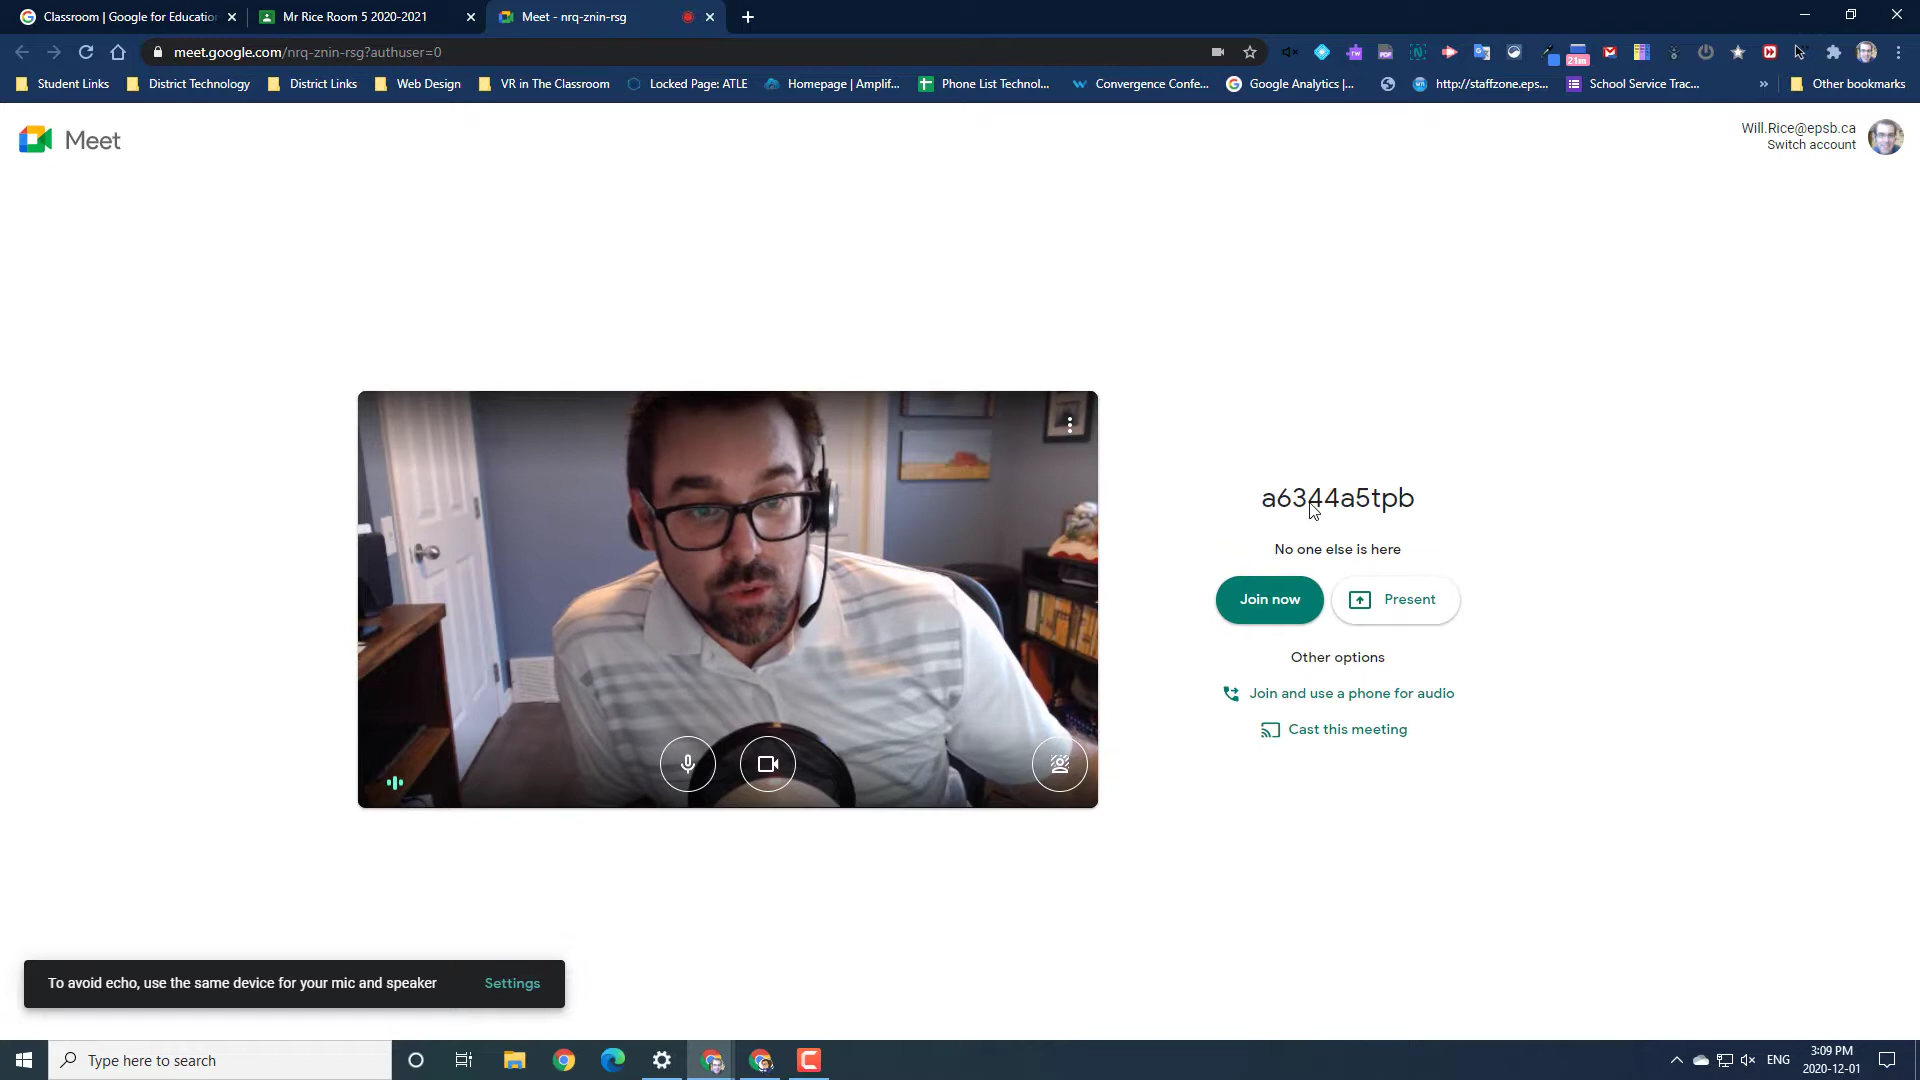 Classroom | Google for Educatio
Mr Rice Room 5 2020-2021
Meet - nrq-znin-rsg
meet.google.com/nrq-znin-rsg?authuser=0
21m
Student Links
District Technology
District Links
Web Design
VR in The Classroom
Locked Page: ATLE
Homepage | Amplif...
Phone List Technol...
Convergence Confe...
Google Analytics |...
http://staffzone.eps...
School Service Trac...
»
Other bookmarks
Meet
Will.Rice@epsb.ca
Switch account
a6344a5tpb
No one else is here
Join now
Present
Other options
Join and use a phone for audio
Cast this meeting
To avoid echo, use the same device for your mic and speaker
Settings
Type here to search
ENG
3:09 PM
2020-12-01